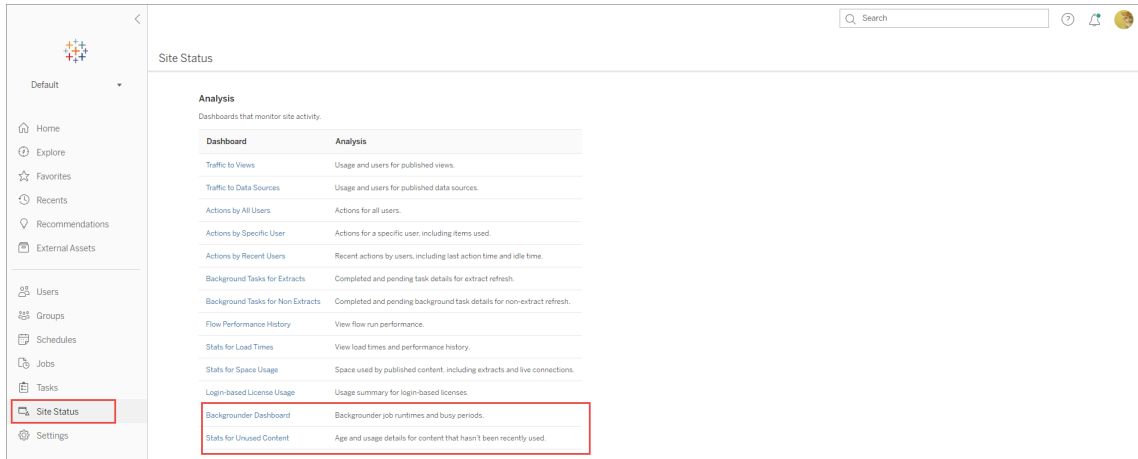 Search
Site Status
Default
Home
Explore
Favorites
Recents
Recommendations
External Assets
Users
Groups
Schedules
Jobs
Tasks
Site Status
Settings
Analysis
Dashboards that monitor site activity.
Dashboard Analysis
Traffic to Views Usage and users for published views.
Traffic to Data Sources Usage and users for published data sources.
Actions by All Users Actions for all users.
Actions by Specific User Actions for a specific user, including items used.
Actions by Recent Users Recent actions by users, including last action time and idle time.
Background Tasks for Extracts Completed and pending task details for extract refresh.
Background Tasks for Non Extracts Completed and pending background task details for non-extract refresh.
Flow Performance History View flow run performance.
Stats for Load Times View load times and performance history.
Stats for Space Usage Space used by published content, including extracts and live connections.
Login-based License Usage Usage summary for login-based licenses
Backgrounder Dashboard Backgrounder job runtimes and busy periods.
Stats for Unused Content Age and usage details for content that hasn't been recently used.